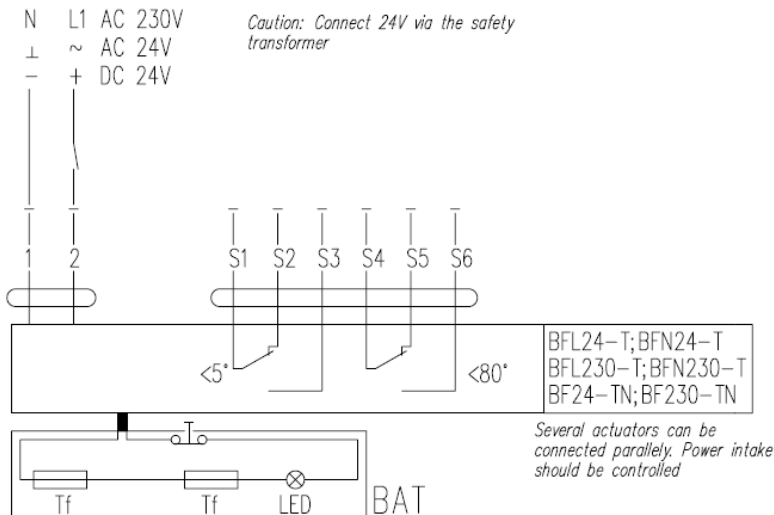 N L1 AC 230V
⊥ ~ AC 24V
− + DC 24V
Caution: Connect 24V via the safety
transformer
1 2 S1 S2 S3 S4 S5 S6
<5° <80°
BFL24-T; BFN24-T
BFL230-T; BFN230-T
BF24-TN; BF230-TN
Several actuators can be
connected parallely. Power intake
should be controlled
Tf Tf LED BAT